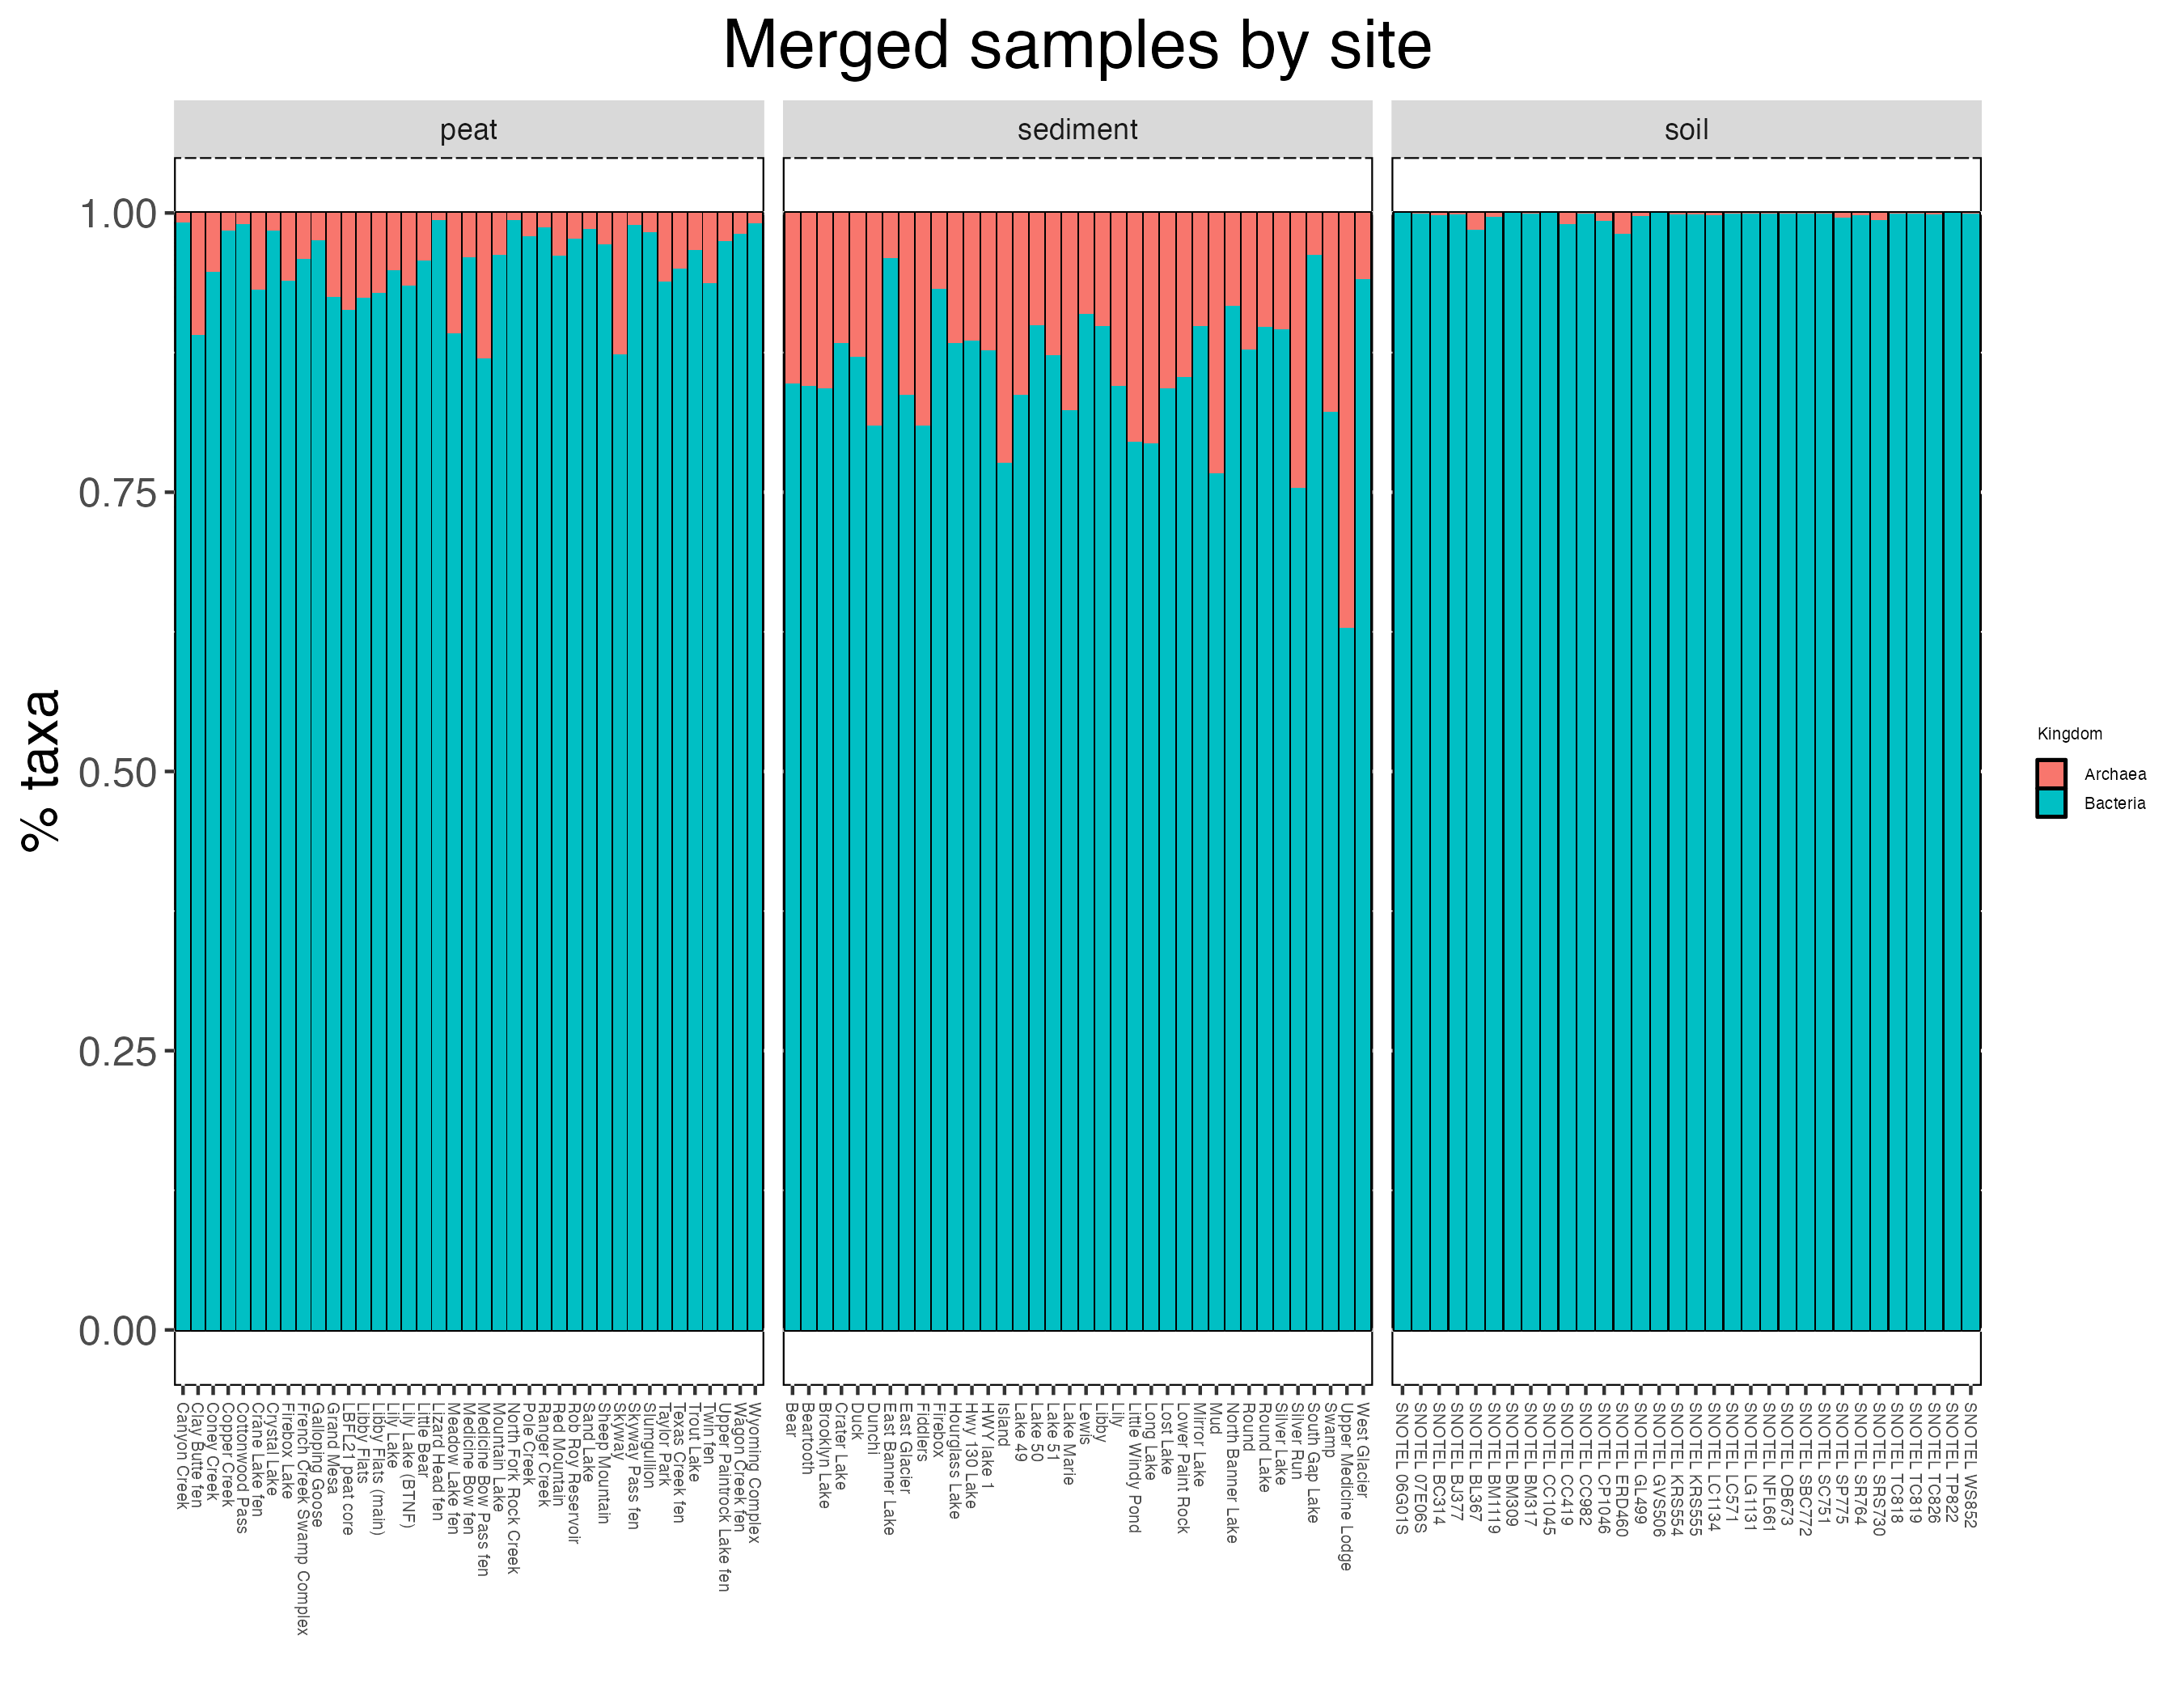 Merged samples by site
peat
sediment
soil
% taxa
1.00
0.75
0.50
0.25
0.00
Canyon Creek
Clay Butte fen
Coney Creek
Copper Creek
Cottonwood Pass
Crane Lake fen
Crystal Lake
Firebox Lake
French Creek Swamp Complex
Galloping Goose
Grand Mesa
LBFL21 peat core
Libby Flats
Libby Flats (main)
Lily Lake
Lily Lake (BTNF)
Little Bear
Lizard Head fen
Meadow Lake fen
Medicine Bow fen
Medicine Bow Pass fen
Mountain Lake
North Fork Rock Creek
Pole Creek
Ranger Creek
Red Mountain
Rob Roy Reservoir
Sand Lake
Sheep Mountain
Skyway
Skyway Pass fen
Slumgullion
Taylor Park
Texas Creek fen
Trout Lake
Twin fen
Upper Paintrock Lake fen
Wagon Creek fen
Wyoming Complex
Bear
Beartooth
Brooklyn Lake
Crater Lake
Duck
Dunchi
East Banner Lake
East Glacier
Fiddlers
Firebox
Hourglass Lake
Hwy 130 Lake
HWY lake 1
Island
Lake 49
Lake 50
Lake 51
Lake Marie
Lewis
Libby
Lily
Little Windy Pond
Long Lake
Lost Lake
Lower Paint Rock
Mirror Lake
Mud
North Banner Lake
Round
Round Lake
Silver Lake
Silver Run
South Gap Lake
Swamp
Upper Medicine Lodge
West Glacier
SNOTEL 06G01S
SNOTEL 07E06S
SNOTEL BC314
SNOTEL BJ377
SNOTEL BL367
SNOTEL BM1119
SNOTEL BM309
SNOTEL BM317
SNOTEL CC1045
SNOTEL CC419
SNOTEL CC982
SNOTEL CP1046
SNOTEL ERD460
SNOTEL GL499
SNOTEL GVS506
SNOTEL KRS554
SNOTEL KRS555
SNOTEL LC1134
SNOTEL LC571
SNOTEL LG1131
SNOTEL NFL661
SNOTEL OB673
SNOTEL SBC772
SNOTEL SC751
SNOTEL SP775
SNOTEL SR764
SNOTEL SRS730
SNOTEL TC818
SNOTEL TC819
SNOTEL TC826
SNOTEL TP822
SNOTEL WS852
Kingdom
Archaea
Bacteria